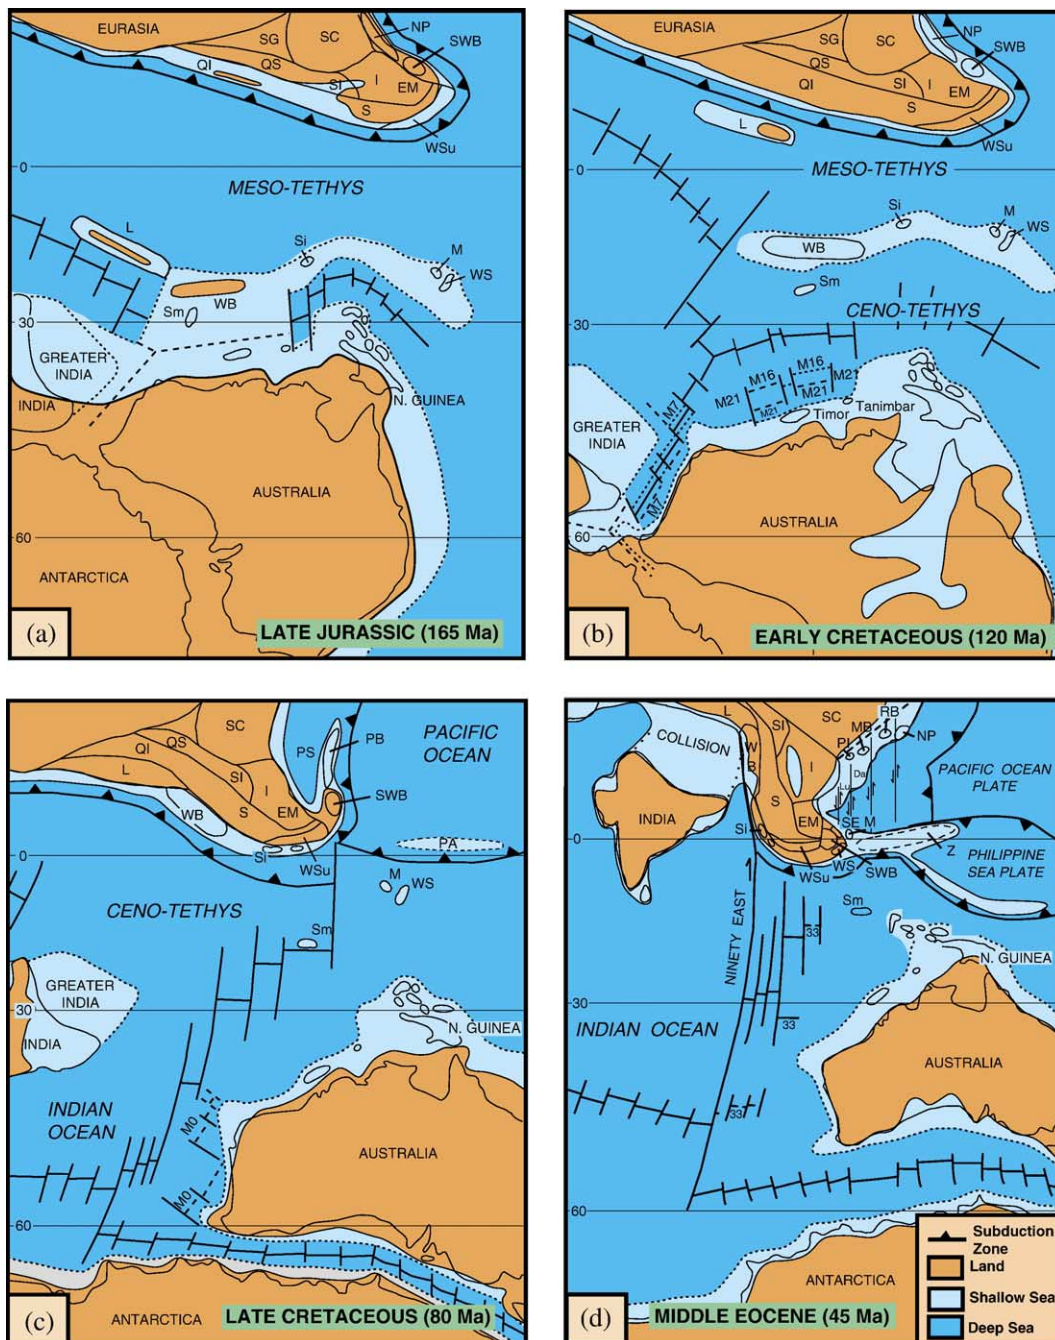 EURASIA
SG
SC
NP
SWB
QI
QS
SI
I
EM
S
WSu
0
MESO-TETHYS
L
Si
M
WS
WB
Sm
30
GREATER
INDIA
INDIA
N. GUINEA
AUSTRALIA
60
ANTARCTICA
(a)
LATE JURASSIC (165 Ma)
EURASIA
SG
SC
NP
SWB
QS
QI
SI
I
EM
S
L
WSu
0
MESO-TETHYS
Si
M
WS
WB
Sm
CENO-TETHYS
30
M16
M16
M21
M21
M21
M21
Timor
Tanimbar
GREATER
INDIA
M7
M7
AUSTRALIA
60
(b)
EARLY CRETACEOUS (120 Ma)
SC
QI
QS
L
SI
I
PS
PB
PACIFIC
OCEAN
WB
S
EM
SWB
Si
WSu
PA
0
M
WS
CENO-TETHYS
Sm
GREATER
INDIA
30
INDIA
N. GUINEA
INDIAN
OCEAN
M0
M0
AUSTRALIA
60
ANTARCTICA
(c)
LATE CRETACEOUS (80 Ma)
L
SI
SC
RB
MB
PI
NP
COLLISION
W
B
I
Da
Lu
PACIFIC OCEAN
PLATE
INDIA
S
EM
SE
M
Si
0
Z
WSu
WS
SWB
PHILIPPINE
SEA PLATE
Sm
NINETY EAST
33
N. GUINEA
30
33
INDIAN OCEAN
AUSTRALIA
33
60
ANTARCTICA
(d)
MIDDLE EOCENE (45 Ma)
Subduction
Zone
Land
Shallow Sea
Deep Sea